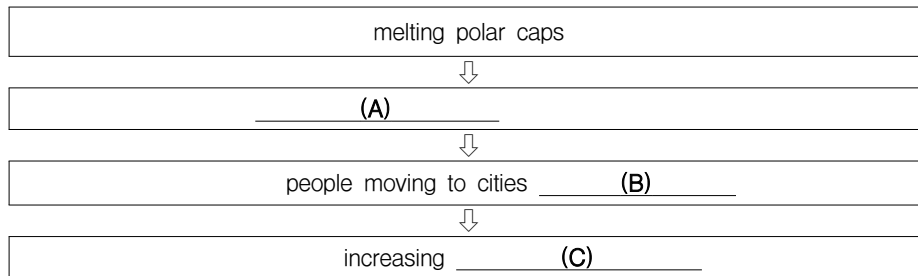 melting polar caps
(A)
people moving to cities (B)
increasing (C)